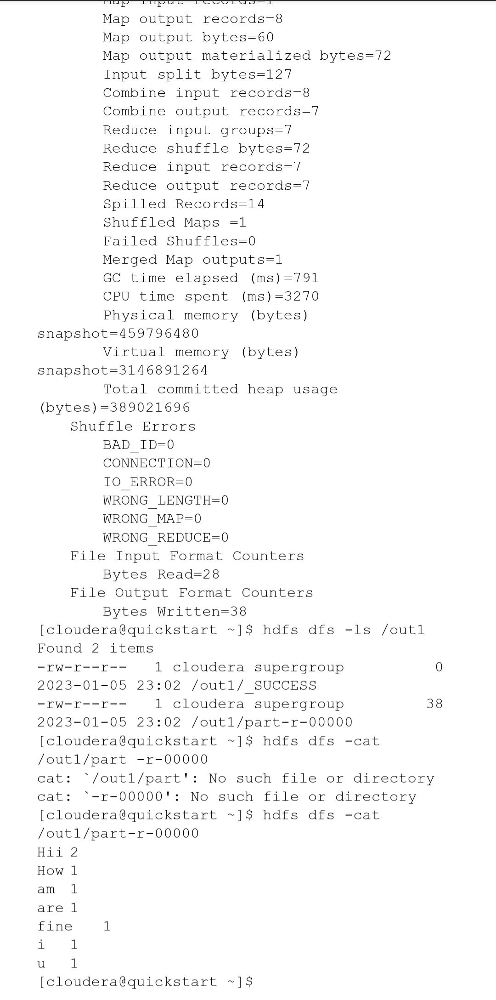 Map input records=1
Map output records=8
Map output bytes=60
Map output materialized bytes=72
Input split bytes=127
Combine input records=8
Combine output records=7
Reduce input groups=7
Reduce shuffle bytes=72
Reduce input records=7
Reduce output records=7
Spilled Records=14
Shuffled Maps =1
Failed Shuffles=0
Merged Map outputs=1
GC time elapsed (ms)=791
CPU time spent (ms)=3270
Physical memory (bytes)
snapshot=459796480
Virtual memory (bytes)
snapshot=3146891264
Total committed heap usage
(bytes)=389021696
Shuffle Errors
BAD_ID=0
CONNECTION=0
IO_ERROR=0
WRONG_LENGTH=0
WRONG_MAP=0
WRONG_REDUCE=0
File Input Format Counters
Bytes Read=28
File Output Format Counters
Bytes Written=38
[cloudera@quickstart ~]$ hdfs dfs -ls /out1
Found 2 items
-rw-r--r--   1 cloudera supergroup         0
2023-01-05 23:02 /out1/_SUCCESS
-rw-r--r--   1 cloudera supergroup         38
2023-01-05 23:02 /out1/part-r-00000
[cloudera@quickstart ~]$ hdfs dfs -cat
/out1/part -r-00000
cat: `/out1/part': No such file or directory
cat: `-r-00000': No such file or directory
[cloudera@quickstart ~]$ hdfs dfs -cat
/out1/part-r-00000
Hii 2
How 1
am 1
are 1
fine 1
i 1
u 1
[cloudera@quickstart ~]$